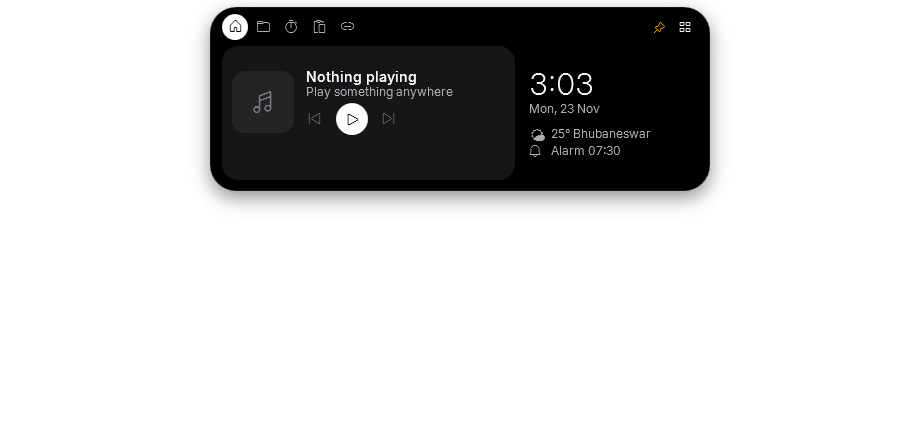 Nothing playing
Play something anywhere
3:03
Mon, 23 Nov
25° Bhubaneswar
Alarm 07:30